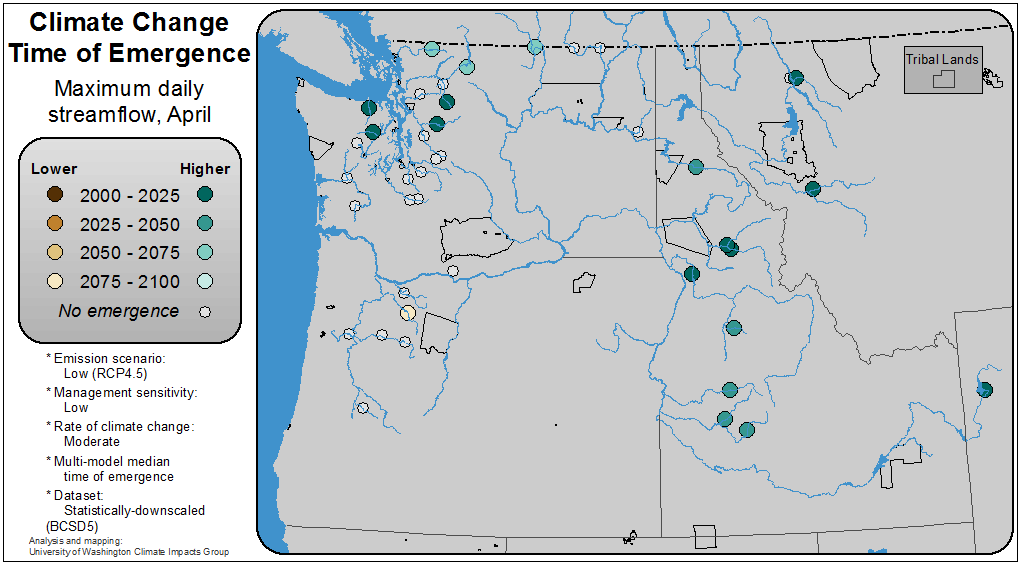 Climate Change
Time of Emergence
Maximum daily
streamflow, April
Lower Higher
2000 - 2025
2025 - 2050
2050 - 2075
2075 - 2100
No emergence
* Emission scenario:
Low (RCP4.5)
* Management sensitivity:
Low
* Rate of climate change:
Moderate
* Multi-model median
time of emergence
* Dataset:
Statistically-downscaled
(BCSD5)
Analysis and mapping:
University of Washington Climate Impacts Group
Tribal Lands